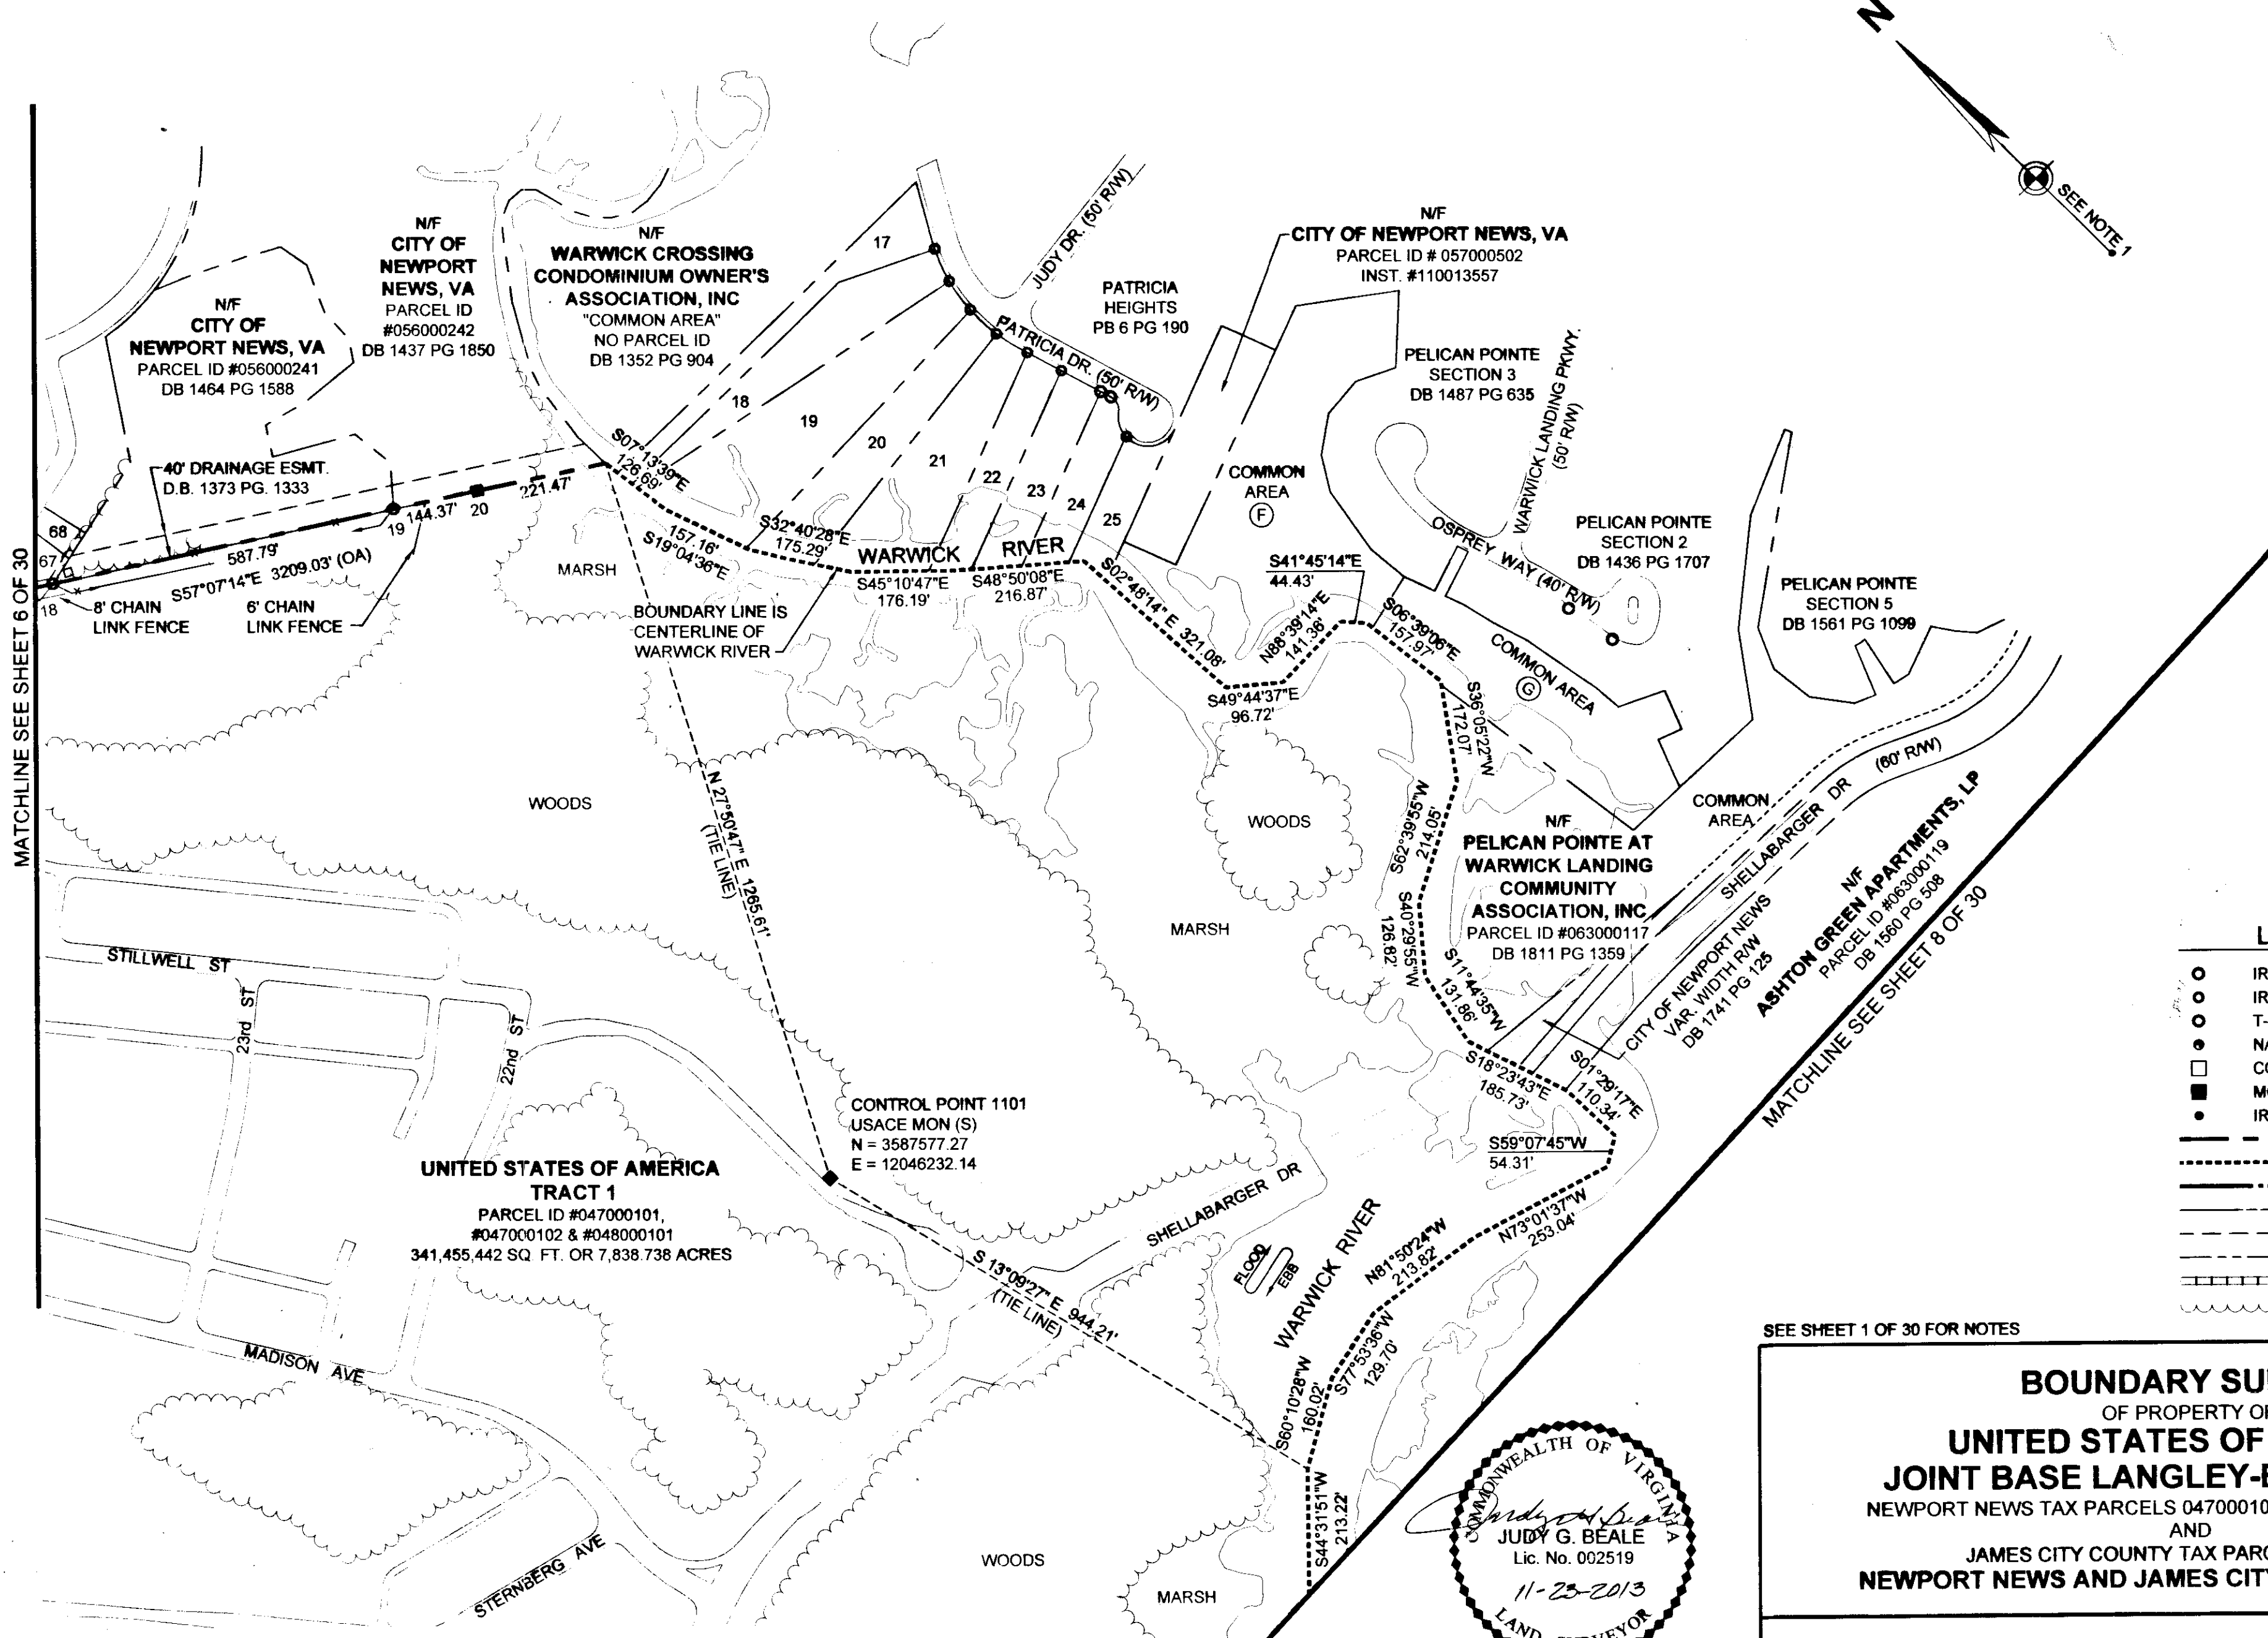 N
SEE NOTE 1
MATCHLINE SEE SHEET 6 OF 30
N/F
CITY OF
NEWPORT NEWS, VA
PARCEL ID #056000241
DB 1464 PG 1588
N/F
CITY OF
NEWPORT
NEWS, VA
PARCEL ID
#056000242
DB 1437 PG 1850
N/F
WARWICK CROSSING
CONDOMINIUM OWNER'S
ASSOCIATION, INC
"COMMON AREA"
NO PARCEL ID
DB 1352 PG 904
17
18
19
20
21
22
23
24
25
JUDY DR. (50' R/W)
PATRICIA DR. (50' R/W)
PATRICIA
HEIGHTS
PB 6 PG 190
N/F
CITY OF NEWPORT NEWS, VA
PARCEL ID # 057000502
INST. #110013557
PELICAN POINTE
SECTION 3
DB 1487 PG 635
WARWICK LANDING PKWY.
(50' R/W)
COMMON
AREA
F
OSPREY WAY (40' R/W)
PELICAN POINTE
SECTION 2
DB 1436 PG 1707
PELICAN POINTE
SECTION 5
DB 1561 PG 1099
COMMON AREA
G
40' DRAINAGE ESMT.
D.B. 1373 PG. 1333
68
67
18
19
20
144.37'
221.47'
587.79'
S57°07'14"E 3209.03' (OA)
8' CHAIN
LINK FENCE
6' CHAIN
LINK FENCE
S07°13'39"E
126.69'
157.16'
S19°04'36"E
S32°40'28"E
175.29'
WARWICK RIVER
S45°10'47"E
176.19'
S48°50'08"E
216.87'
S02°48'14"E 321.08'
S49°44'37"E
96.72'
N88°39'14"E
141.36'
S41°45'14"E
44.43'
S06°39'06"E
157.97'
S36°05'22"W
172.07'
S62°39'55"W
214.05'
S40°29'55"W
126.82'
S11°44'35"W
131.86'
S18°23'43"E
185.73'
S01°29'17"E
110.34'
S59°07'45"W
54.31'
N73°01'37"W
253.04'
N81°50'24"W
213.82'
S77°53'36"W
129.70'
S60°10'28"W
160.02'
S44°31'51"W
213.22'
MARSH
BOUNDARY LINE IS
CENTERLINE OF
WARWICK RIVER
WOODS
WOODS
MARSH
N 27°50'47" E 1265.61'
(TIE LINE)
N/F
PELICAN POINTE AT
WARWICK LANDING
COMMUNITY
ASSOCIATION, INC
PARCEL ID #063000117
DB 1811 PG 1359
COMMON
AREA
SHELLABARGER DR (60' R/W)
CITY OF NEWPORT NEWS
VAR. WIDTH R/W
DB 1741 PG 125
N/F
ASHTON GREEN APARTMENTS, LP
PARCEL ID #063000119
DB 1560 PG 508
MATCHLINE SEE SHEET 8 OF 30
STILLWELL ST
23rd ST
22nd ST
CONTROL POINT 1101
USACE MON (S)
N = 3587577.27
E = 12046232.14
UNITED STATES OF AMERICA
TRACT 1
PARCEL ID #047000101,
#047000102 & #048000101
341,455,442 SQ. FT. OR 7,838.738 ACRES
S 13°09'27" E 944.21'
(TIE LINE)
SHELLABARGER DR
FLOOD
EBB
WARWICK RIVER
MADISON AVE
STERNBERG AVE
WOODS
MARSH
L
IR
IR
T-
CO
IR
SEE SHEET 1 OF 30 FOR NOTES
BOUNDARY SU
OF PROPERTY O
UNITED STATES OF
JOINT BASE LANGLEY-
NEWPORT NEWS TAX PARCELS 04700010
AND
JAMES CITY COUNTY TAX PAR
NEWPORT NEWS AND JAMES CIT
COMMONWEALTH OF VIRGINIA
JUDY G. BEALE
Lic. No. 002519
11-23-2013
LAND SURVEYOR